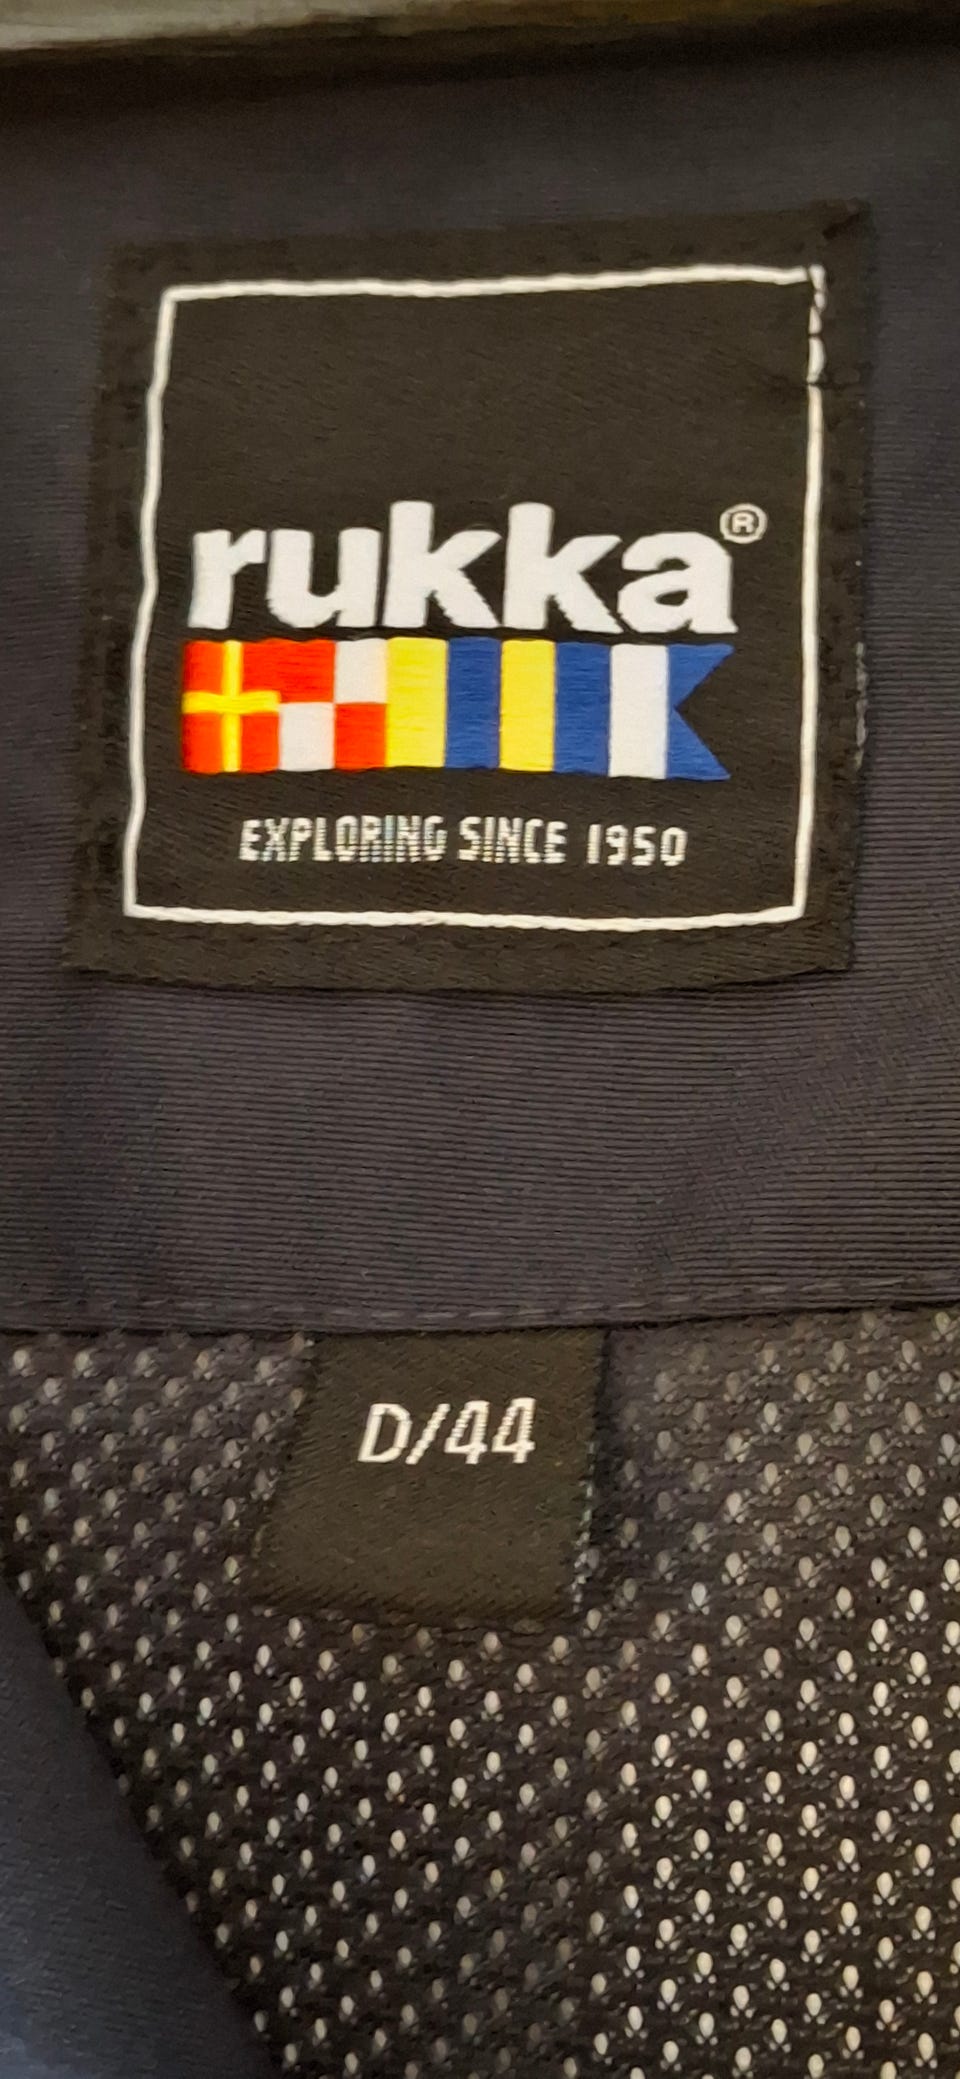 rukka®
EXPLORING SINCE 1950
D/44